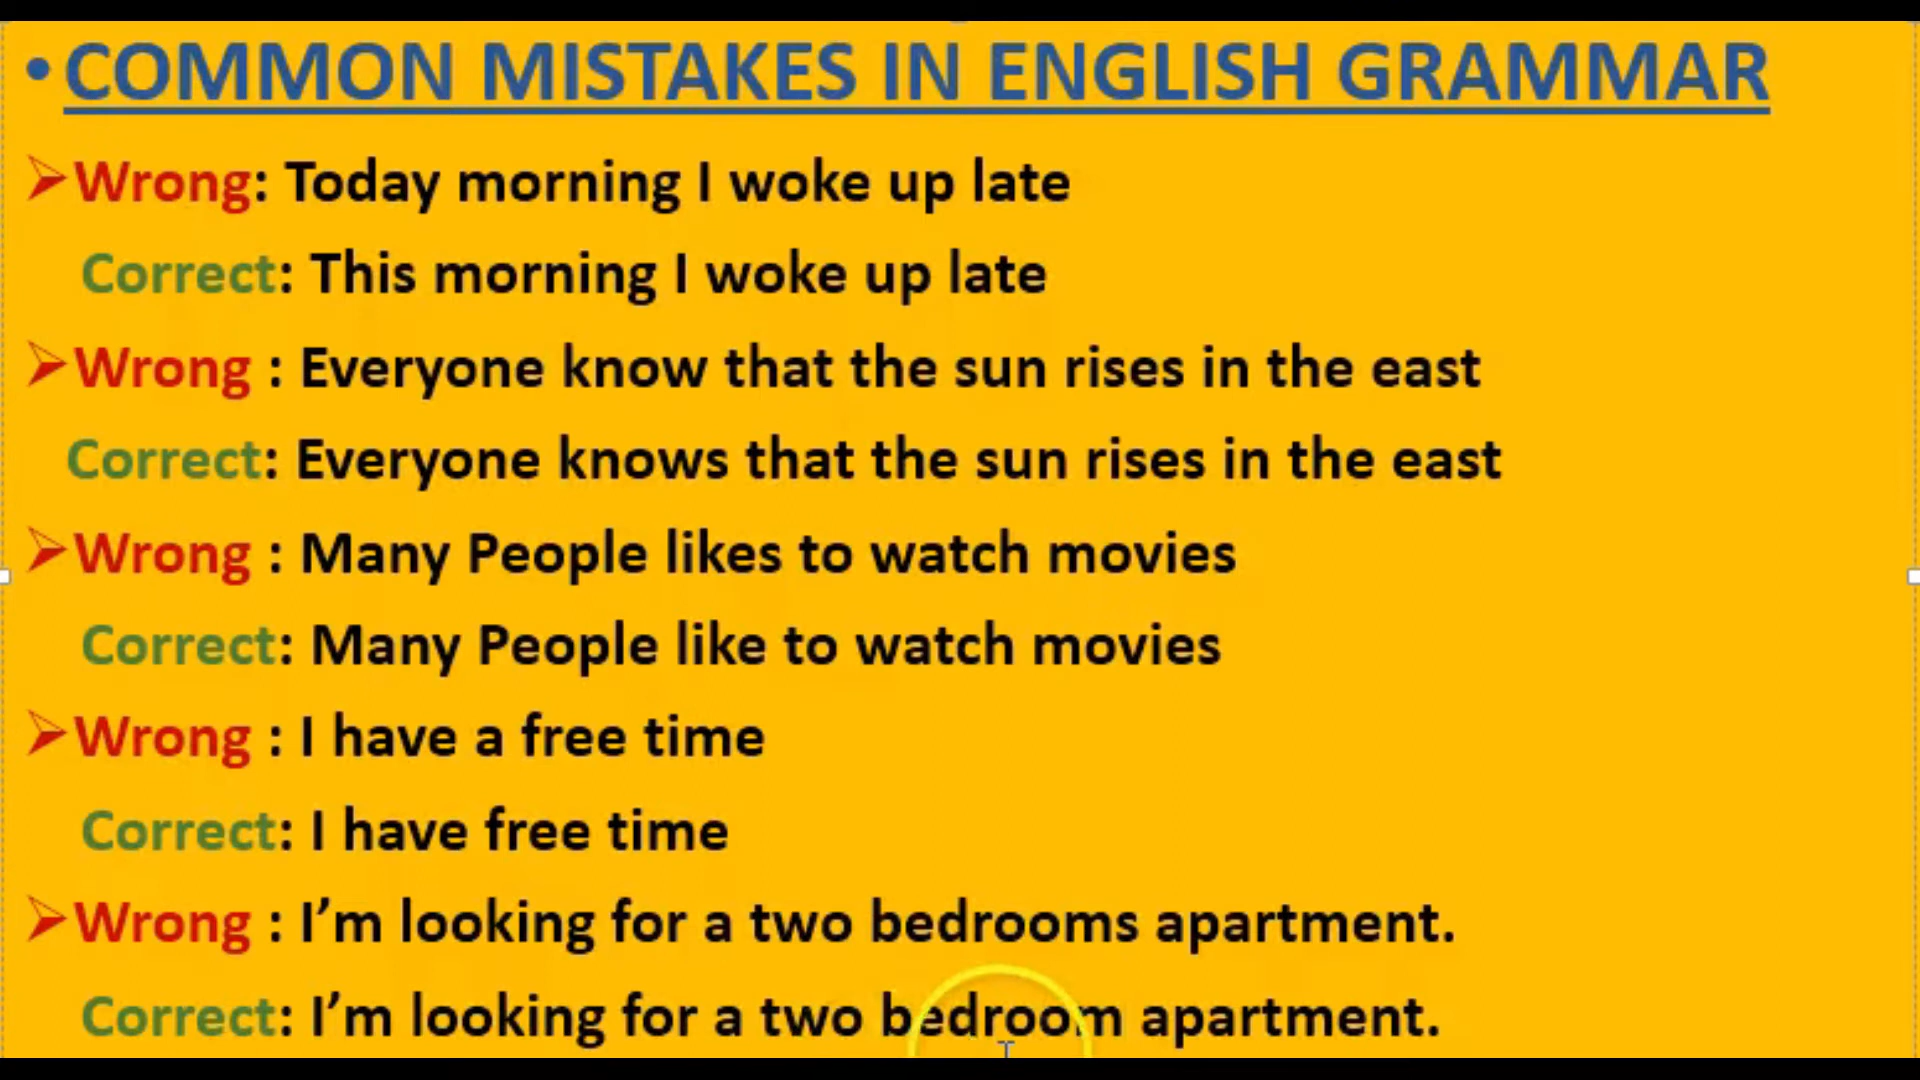 • COMMON MISTAKES IN ENGLISH GRAMMAR
➢Wrong: Today morning I woke up late
Correct: This morning I woke up late
➢Wrong : Everyone know that the sun rises in the east
Correct: Everyone knows that the sun rises in the east
➢Wrong : Many People likes to watch movies
Correct: Many People like to watch movies
➢Wrong : I have a free time
Correct: I have free time
➢Wrong : I’m looking for a two bedrooms apartment.
Correct: I’m looking for a two bedroom apartment.